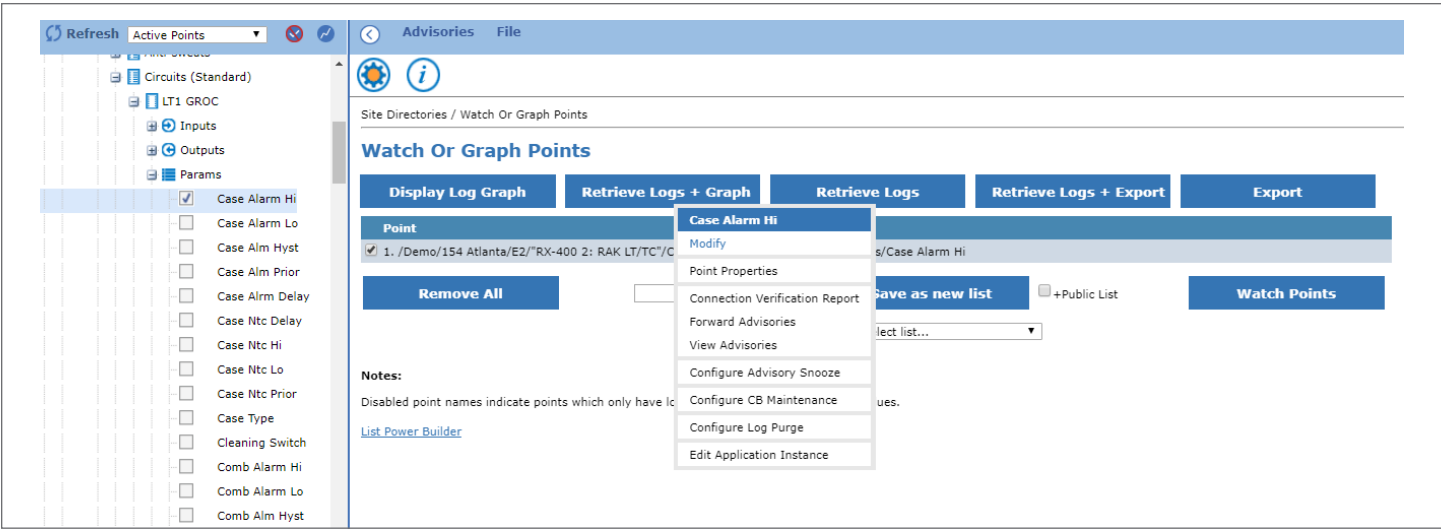 Refresh Active Points
Circuits (Standard)
LT1 GROC
Inputs
Outputs
Params
Case Alarm Hi
Case Alarm Lo
Case Alm Hyst
Case Alm Prior
Case Alrm Delay
Case Ntc Delay
Case Ntc Hi
Case Ntc Lo
Case Ntc Prior
Case Type
Cleaning Switch
Comb Alarm Hi
Comb Alarm Lo
Comb Alm Hyst
Advisories File
i
Site Directories / Watch Or Graph Points
Watch Or Graph Points
Display Log Graph Retrieve Logs + Graph Retrieve Logs Retrieve Logs + Export Export
Point
1. /Demo/154 Atlanta/E2/"RX-400 2: RAK LT/TC"/C s/Case Alarm Hi
Remove All Save as new list +Public List Watch Points
lect list...
Case Alarm Hi
Modify
Point Properties
Connection Verification Report
Forward Advisories
View Advisories
Configure Advisory Snooze
Configure CB Maintenance
Configure Log Purge
Edit Application Instance
Notes:
Disabled point names indicate points which only have lo ues.
List Power Builder